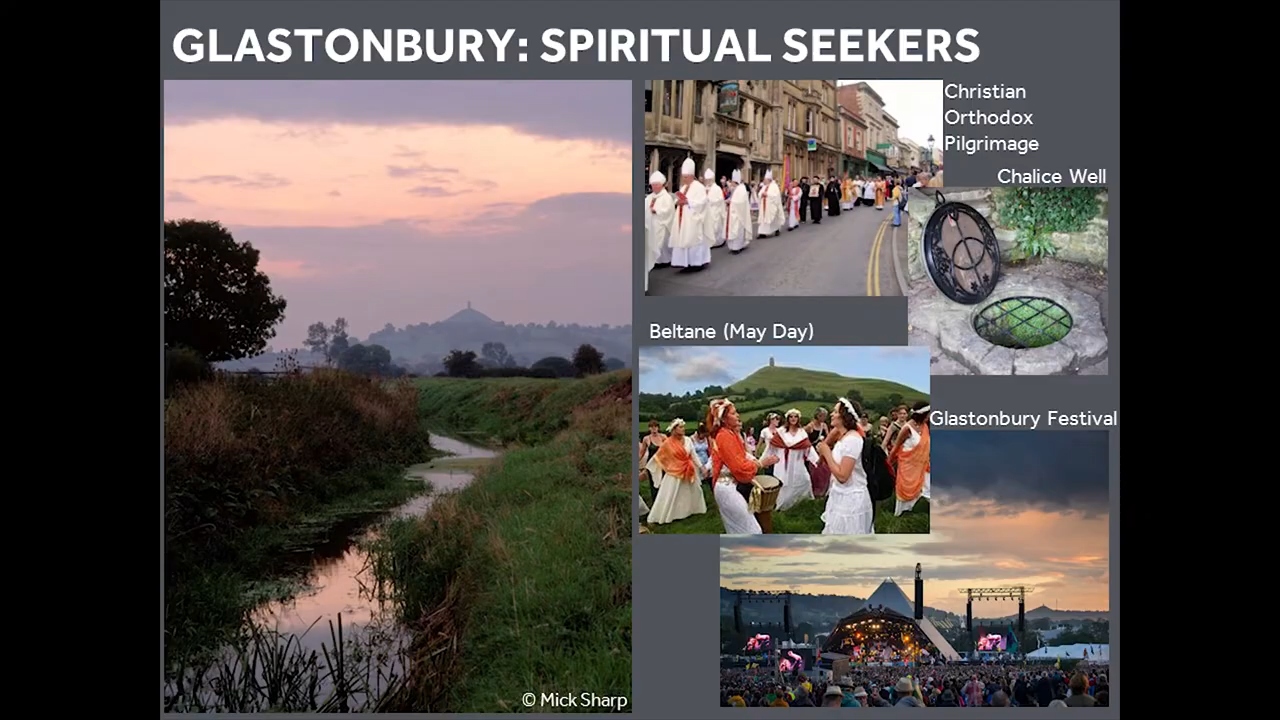 GLASTONBURY: SPIRITUAL SEEKERS
Christian
Orthodox
Pilgrimage
Chalice Well
Beltane (May Day)
Glastonbury Festival
© Mick Sharp